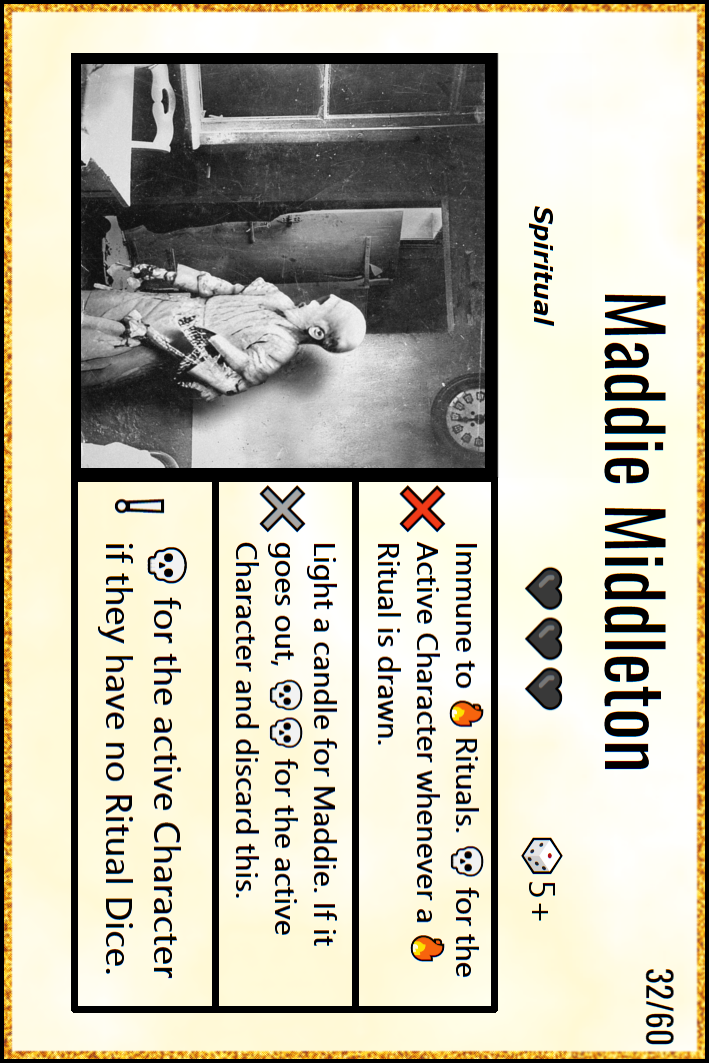 Maddie Middleton
32/60
Spiritual
🖤🖤🖤
🎲5+
❌ Immune to 🔥 Rituals. 💀 for the
Active Character whenever a 🔥
Ritual is drawn.
✖ Light a candle for Maddie. If it
goes out, 💀💀 for the active
Character and discard this.
! 💀 for the active Character
if they have no Ritual Dice.